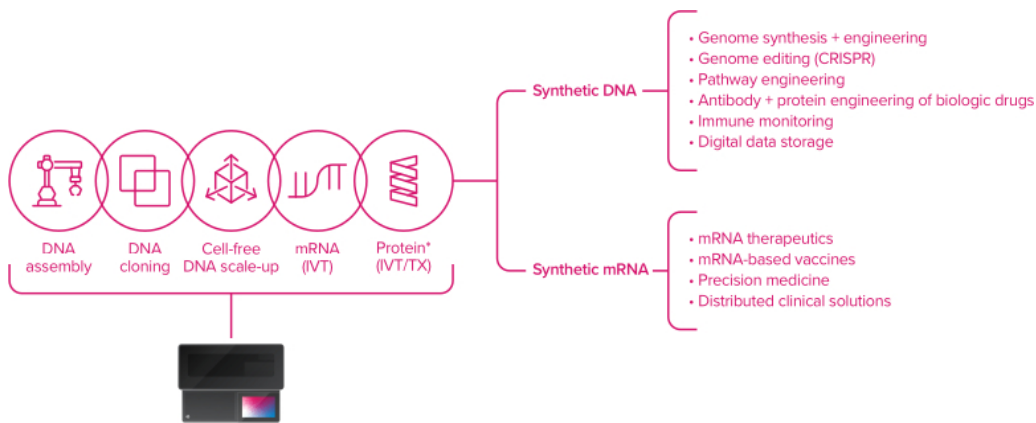 DNA
assembly
DNA
cloning
Cell-free
DNA scale-up
mRNA
(IVT)
Protein*
(IVT/TX)
Synthetic DNA
• Genome synthesis + engineering
• Genome editing (CRISPR)
• Pathway engineering
• Antibody + protein engineering of biologic drugs
• Immune monitoring
• Digital data storage
Synthetic mRNA
• mRNA therapeutics
• mRNA-based vaccines
• Precision medicine
• Distributed clinical solutions